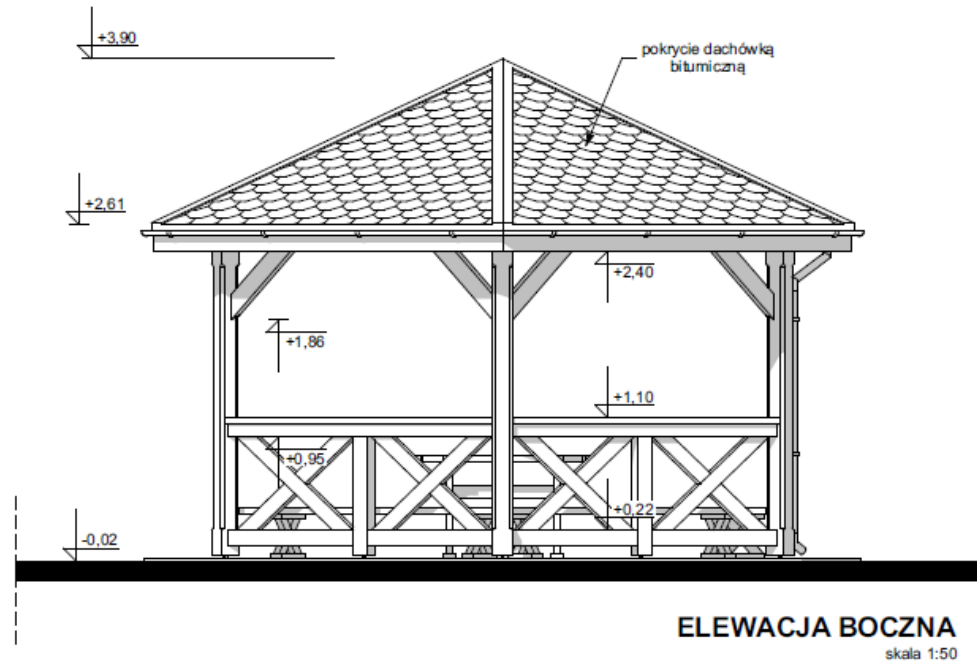 +3,90
pokrycie dachówką
bitumiczną
+2,61
+2,40
+1,86
+1,10
+0,95
+0,22
-0,02
ELEWACJA BOCZNA
skala 1:50